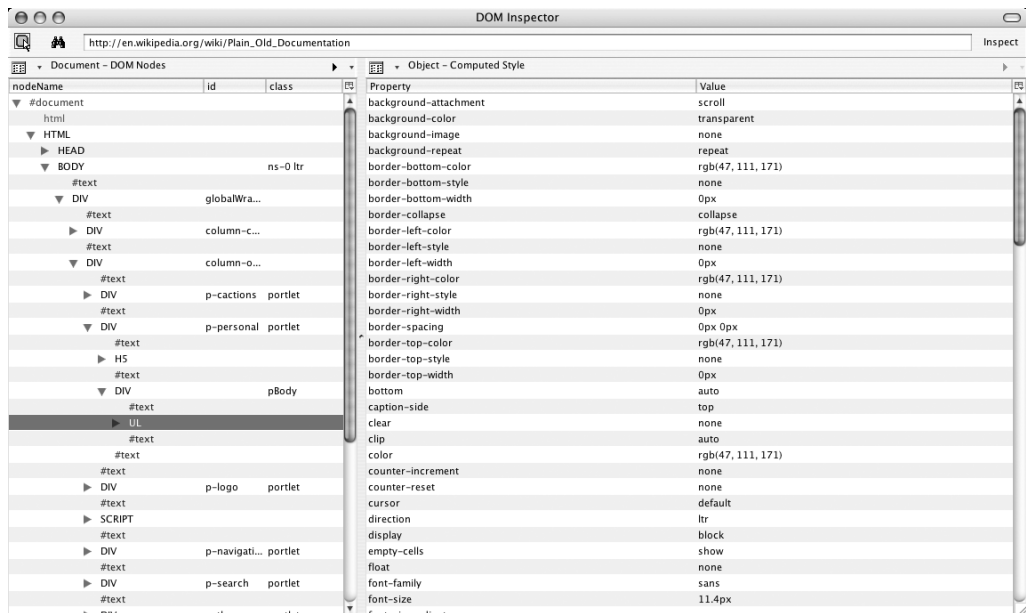 DOM Inspector
http://en.wikipedia.org/wiki/Plain_Old_Documentation Inspect
Document – DOM Nodes
nodeName id class
#document
html
HTML
HEAD
BODY ns-0 ltr
#text
DIV globalWra...
#text
DIV column-c...
#text
DIV column-o...
#text
DIV p-cactions portlet
#text
DIV p-personal portlet
#text
H5
#text
DIV pBody
#text
UL
#text
#text
#text
DIV p-logo portlet
#text
SCRIPT
#text
DIV p-navigati... portlet
#text
DIV p-search portlet
#text
Object – Computed Style
Property Value
background-attachment scroll
background-color transparent
background-image none
background-repeat repeat
border-bottom-color rgb(47, 111, 171)
border-bottom-style none
border-bottom-width 0px
border-collapse collapse
border-left-color rgb(47, 111, 171)
border-left-style none
border-left-width 0px
border-right-color rgb(47, 111, 171)
border-right-style none
border-right-width 0px
border-spacing 0px 0px
border-top-color rgb(47, 111, 171)
border-top-style none
border-top-width 0px
bottom auto
caption-side top
clear none
clip auto
color rgb(47, 111, 171)
counter-increment none
counter-reset none
cursor default
direction ltr
display block
empty-cells show
float none
font-family sans
font-size 11.4px